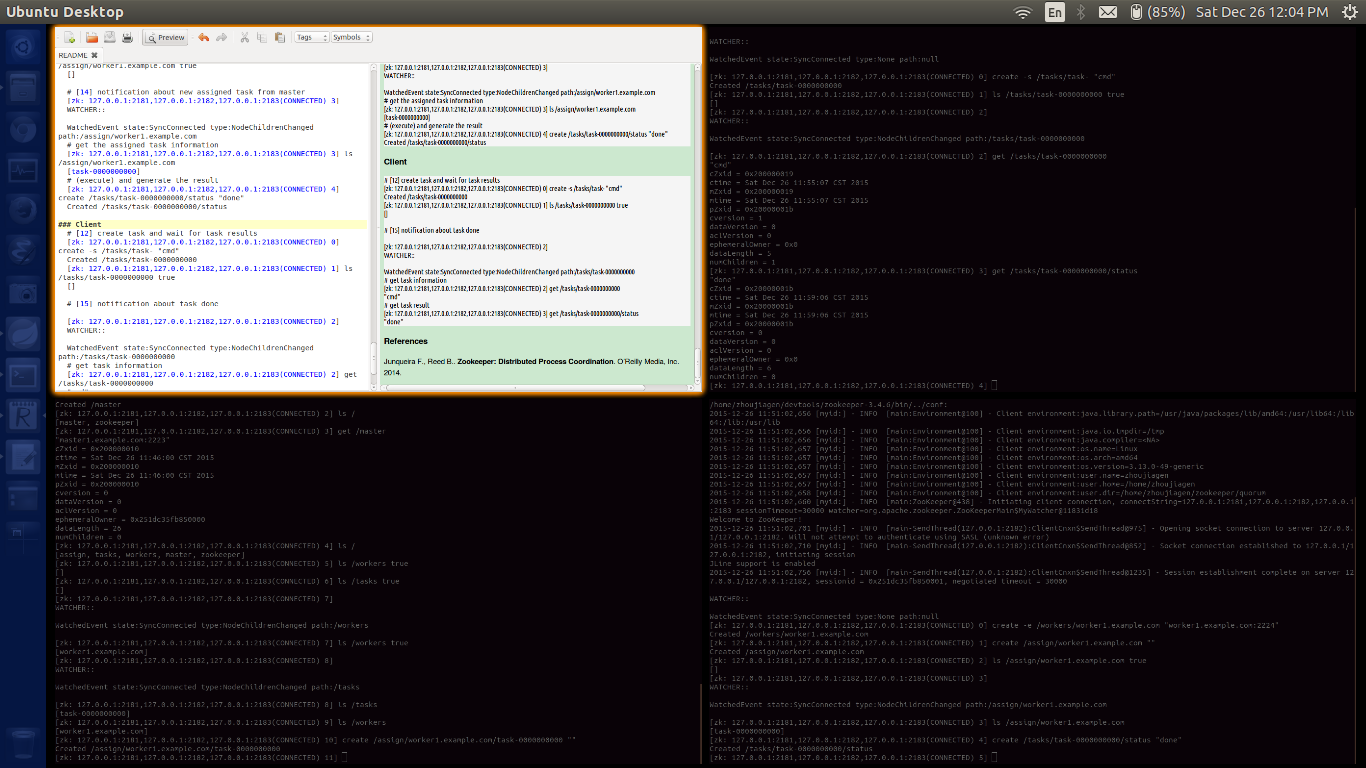 Ubuntu Desktop
En
(85%)
Sat Dec 26 12:04 PM
Preview
Tags
Symbols
README
/assign/worker1.example.com true
[]
# [14] notification about new assigned task from master
[zk: 127.0.0.1:2181,127.0.0.1:2182,127.0.0.1:2183(CONNECTED) 3]
WATCHER::
WatchedEvent state:SyncConnected type:NodeChildrenChanged
path:/assign/worker1.example.com
# get the assigned task information
[zk: 127.0.0.1:2181,127.0.0.1:2182,127.0.0.1:2183(CONNECTED) 3] ls
/assign/worker1.example.com
[task-0000000000]
# (execute) and generate the result
[zk: 127.0.0.1:2181,127.0.0.1:2182,127.0.0.1:2183(CONNECTED) 4]
create /tasks/task-0000000000/status "done"
Created /tasks/task-0000000000/status
### Client
# [12] create task and wait for task results
[zk: 127.0.0.1:2181,127.0.0.1:2182,127.0.0.1:2183(CONNECTED) 0]
create -s /tasks/task- "cmd"
Created /tasks/task-0000000000
[zk: 127.0.0.1:2181,127.0.0.1:2182,127.0.0.1:2183(CONNECTED) 1] ls
/tasks/task-0000000000 true
[]
# [15] notification about task done
[zk: 127.0.0.1:2181,127.0.0.1:2182,127.0.0.1:2183(CONNECTED) 2]
WATCHER::
WatchedEvent state:SyncConnected type:NodeChildrenChanged
path:/tasks/task-0000000000
# get task information
[zk: 127.0.0.1:2181,127.0.0.1:2182,127.0.0.1:2183(CONNECTED) 2] get
/tasks/task-0000000000
[zk: 127.0.0.1:2181,127.0.0.1:2182,127.0.0.1:2183(CONNECTED) 3]
WATCHER::
WatchedEvent state:SyncConnected type:NodeChildrenChanged path:/assign/worker1.example.com
# get the assigned task information
[zk: 127.0.0.1:2181,127.0.0.1:2182,127.0.0.1:2183(CONNECTED) 3] ls /assign/worker1.example.com
[task-0000000000]
# (execute) and generate the result
[zk: 127.0.0.1:2181,127.0.0.1:2182,127.0.0.1:2183(CONNECTED) 4] create /tasks/task-0000000000/status "done"
Created /tasks/task-0000000000/status
Client
# [12] create task and wait for task results
[zk: 127.0.0.1:2181,127.0.0.1:2182,127.0.0.1:2183(CONNECTED) 0] create -s /tasks/task- "cmd"
Created /tasks/task-0000000000
[zk: 127.0.0.1:2181,127.0.0.1:2182,127.0.0.1:2183(CONNECTED) 1] ls /tasks/task-0000000000 true
[]
# [15] notification about task done
[zk: 127.0.0.1:2181,127.0.0.1:2182,127.0.0.1:2183(CONNECTED) 2]
WATCHER::
WatchedEvent state:SyncConnected type:NodeChildrenChanged path:/tasks/task-0000000000
# get task information
[zk: 127.0.0.1:2181,127.0.0.1:2182,127.0.0.1:2183(CONNECTED) 2] get /tasks/task-0000000000
"cmd"
# get task result
[zk: 127.0.0.1:2181,127.0.0.1:2182,127.0.0.1:2183(CONNECTED) 3] get /tasks/task-0000000000/status
"done"
References
Junqueira F., Reed B.. Zookeeper: Distributed Process Coordination. O'Reilly Media, Inc.
2014.
WATCHER::
WatchedEvent state:SyncConnected type:None path:null
[zk: 127.0.0.1:2181,127.0.0.1:2182,127.0.0.1:2183(CONNECTED) 0] create -s /tasks/task- "cmd"
Created /tasks/task-0000000000
[zk: 127.0.0.1:2181,127.0.0.1:2182,127.0.0.1:2183(CONNECTED) 1] ls /tasks/task-0000000000 true
[]
[zk: 127.0.0.1:2181,127.0.0.1:2182,127.0.0.1:2183(CONNECTED) 2]
WATCHER::
WatchedEvent state:SyncConnected type:NodeChildrenChanged path:/tasks/task-0000000000
[zk: 127.0.0.1:2181,127.0.0.1:2182,127.0.0.1:2183(CONNECTED) 2] get /tasks/task-0000000000
"cmd"
cZxid = 0x200000019
ctime = Sat Dec 26 11:55:07 CST 2015
mZxid = 0x200000019
mtime = Sat Dec 26 11:55:07 CST 2015
pZxid = 0x20000001b
cversion = 1
dataVersion = 0
aclVersion = 0
ephemeralOwner = 0x0
dataLength = 5
numChildren = 1
[zk: 127.0.0.1:2181,127.0.0.1:2182,127.0.0.1:2183(CONNECTED) 3] get /tasks/task-0000000000/status
"done"
cZxid = 0x20000001b
ctime = Sat Dec 26 11:59:06 CST 2015
mZxid = 0x20000001b
mtime = Sat Dec 26 11:59:06 CST 2015
pZxid = 0x20000001b
cversion = 0
dataVersion = 0
aclVersion = 0
ephemeralOwner = 0x0
dataLength = 6
numChildren = 0
[zk: 127.0.0.1:2181,127.0.0.1:2182,127.0.0.1:2183(CONNECTED) 4]
Created /master
[zk: 127.0.0.1:2181,127.0.0.1:2182,127.0.0.1:2183(CONNECTED) 2] ls /
[master, zookeeper]
[zk: 127.0.0.1:2181,127.0.0.1:2182,127.0.0.1:2183(CONNECTED) 3] get /master
"master1.example.com:2223"
cZxid = 0x200000010
ctime = Sat Dec 26 11:46:00 CST 2015
mZxid = 0x200000010
mtime = Sat Dec 26 11:46:00 CST 2015
pZxid = 0x200000010
cversion = 0
dataVersion = 0
aclVersion = 0
ephemeralOwner = 0x251dc35fb850000
dataLength = 26
numChildren = 0
[zk: 127.0.0.1:2181,127.0.0.1:2182,127.0.0.1:2183(CONNECTED) 4] ls /
[assign, tasks, workers, master, zookeeper]
[zk: 127.0.0.1:2181,127.0.0.1:2182,127.0.0.1:2183(CONNECTED) 5] ls /workers true
[]
[zk: 127.0.0.1:2181,127.0.0.1:2182,127.0.0.1:2183(CONNECTED) 6] ls /tasks true
[]
[zk: 127.0.0.1:2181,127.0.0.1:2182,127.0.0.1:2183(CONNECTED) 7]
WATCHER::
WatchedEvent state:SyncConnected type:NodeChildrenChanged path:/workers
[zk: 127.0.0.1:2181,127.0.0.1:2182,127.0.0.1:2183(CONNECTED) 7] ls /workers true
[worker1.example.com]
[zk: 127.0.0.1:2181,127.0.0.1:2182,127.0.0.1:2183(CONNECTED) 8]
WATCHER::
WatchedEvent state:SyncConnected type:NodeChildrenChanged path:/tasks
[zk: 127.0.0.1:2181,127.0.0.1:2182,127.0.0.1:2183(CONNECTED) 8] ls /tasks
[task-0000000000]
[zk: 127.0.0.1:2181,127.0.0.1:2182,127.0.0.1:2183(CONNECTED) 9] ls /workers
[worker1.example.com]
[zk: 127.0.0.1:2181,127.0.0.1:2182,127.0.0.1:2183(CONNECTED) 10] create /assign/worker1.example.com/task-0000000000 ""
Created /assign/worker1.example.com/task-0000000000
[zk: 127.0.0.1:2181,127.0.0.1:2182,127.0.0.1:2183(CONNECTED) 11]
/home/zhoujiagen/devtools/zookeeper-3.4.6/bin/../conf:
2015-12-26 11:51:02,656 [myid:] - INFO [main:Environment@100] - Client environment:java.library.path=/usr/java/packages/lib/amd64:/usr/lib64:/lib
64:/lib:/usr/lib
2015-12-26 11:51:02,656 [myid:] - INFO [main:Environment@100] - Client environment:java.io.tmpdir=/tmp
2015-12-26 11:51:02,656 [myid:] - INFO [main:Environment@100] - Client environment:java.compiler=<NA>
2015-12-26 11:51:02,657 [myid:] - INFO [main:Environment@100] - Client environment:os.name=Linux
2015-12-26 11:51:02,657 [myid:] - INFO [main:Environment@100] - Client environment:os.arch=amd64
2015-12-26 11:51:02,657 [myid:] - INFO [main:Environment@100] - Client environment:os.version=3.13.0-49-generic
2015-12-26 11:51:02,657 [myid:] - INFO [main:Environment@100] - Client environment:user.name=zhoujiagen
2015-12-26 11:51:02,657 [myid:] - INFO [main:Environment@100] - Client environment:user.home=/home/zhoujiagen
2015-12-26 11:51:02,658 [myid:] - INFO [main:Environment@100] - Client environment:user.dir=/home/zhoujiagen/zookeeper/quorum
2015-12-26 11:51:02,660 [myid:] - INFO [main:ZooKeeper@438] - Initiating client connection, connectString=127.0.0.1:2181,127.0.0.1:2182,127.0.0.1
:2183 sessionTimeout=30000 watcher=org.apache.zookeeper.ZooKeeperMain$MyWatcher@11831d18
Welcome to ZooKeeper!
2015-12-26 11:51:02,701 [myid:] - INFO [main-SendThread(127.0.0.1:2182):ClientCnxn$SendThread@975] - Opening socket connection to server 127.0.0.
1/127.0.0.1:2182. Will not attempt to authenticate using SASL (unknown error)
2015-12-26 11:51:02,710 [myid:] - INFO [main-SendThread(127.0.0.1:2182):ClientCnxn$SendThread@852] - Socket connection established to 127.0.0.1/1
27.0.0.1:2182, initiating session
JLine support is enabled
2015-12-26 11:51:02,756 [myid:] - INFO [main-SendThread(127.0.0.1:2182):ClientCnxn$SendThread@1235] - Session establishment complete on server 12
7.0.0.1/127.0.0.1:2182, sessionid = 0x251dc35fb850001, negotiated timeout = 30000
WATCHER::
WatchedEvent state:SyncConnected type:None path:null
[zk: 127.0.0.1:2181,127.0.0.1:2182,127.0.0.1:2183(CONNECTED) 0] create -e /workers/worker1.example.com "worker1.example.com:2224"
Created /workers/worker1.example.com
[zk: 127.0.0.1:2181,127.0.0.1:2182,127.0.0.1:2183(CONNECTED) 1] create /assign/worker1.example.com ""
Created /assign/worker1.example.com
[zk: 127.0.0.1:2181,127.0.0.1:2182,127.0.0.1:2183(CONNECTED) 2] ls /assign/worker1.example.com true
[]
[zk: 127.0.0.1:2181,127.0.0.1:2182,127.0.0.1:2183(CONNECTED) 3]
WATCHER::
WatchedEvent state:SyncConnected type:NodeChildrenChanged path:/assign/worker1.example.com
[zk: 127.0.0.1:2181,127.0.0.1:2182,127.0.0.1:2183(CONNECTED) 3] ls /assign/worker1.example.com
[task-0000000000]
[zk: 127.0.0.1:2181,127.0.0.1:2182,127.0.0.1:2183(CONNECTED) 4] create /tasks/task-0000000000/status "done"
Created /tasks/task-0000000000/status
[zk: 127.0.0.1:2181,127.0.0.1:2182,127.0.0.1:2183(CONNECTED) 5]